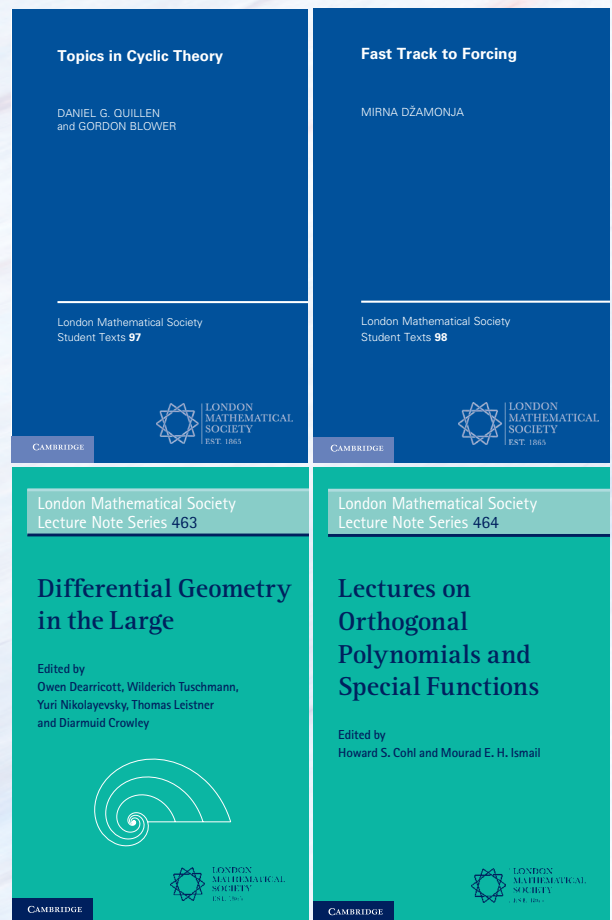 Topics in Cyclic Theory
DANIEL G. QUILLEN
and GORDON BLOWER
London Mathematical Society
Student Texts 97
LONDON
MATHEMATICAL
SOCIETY
EST. 1865
CAMBRIDGE
Fast Track to Forcing
MIRNA DŽAMONJA
London Mathematical Society
Student Texts 98
LONDON
MATHEMATICAL
SOCIETY
EST. 1865
CAMBRIDGE
London Mathematical Society
Lecture Note Series 463
Differential Geometry
in the Large
Edited by
Owen Dearricott, Wilderich Tuschmann,
Yuri Nikolayevsky, Thomas Leistner
and Diarmuid Crowley
LONDON
MATHEMATICAL
SOCIETY
EST. 1865
CAMBRIDGE
London Mathematical Society
Lecture Note Series 464
Lectures on
Orthogonal
Polynomials and
Special Functions
Edited by
Howard S. Cohl and Mourad E. H. Ismail
LONDON
MATHEMATICAL
SOCIETY
EST. 1865
CAMBRIDGE